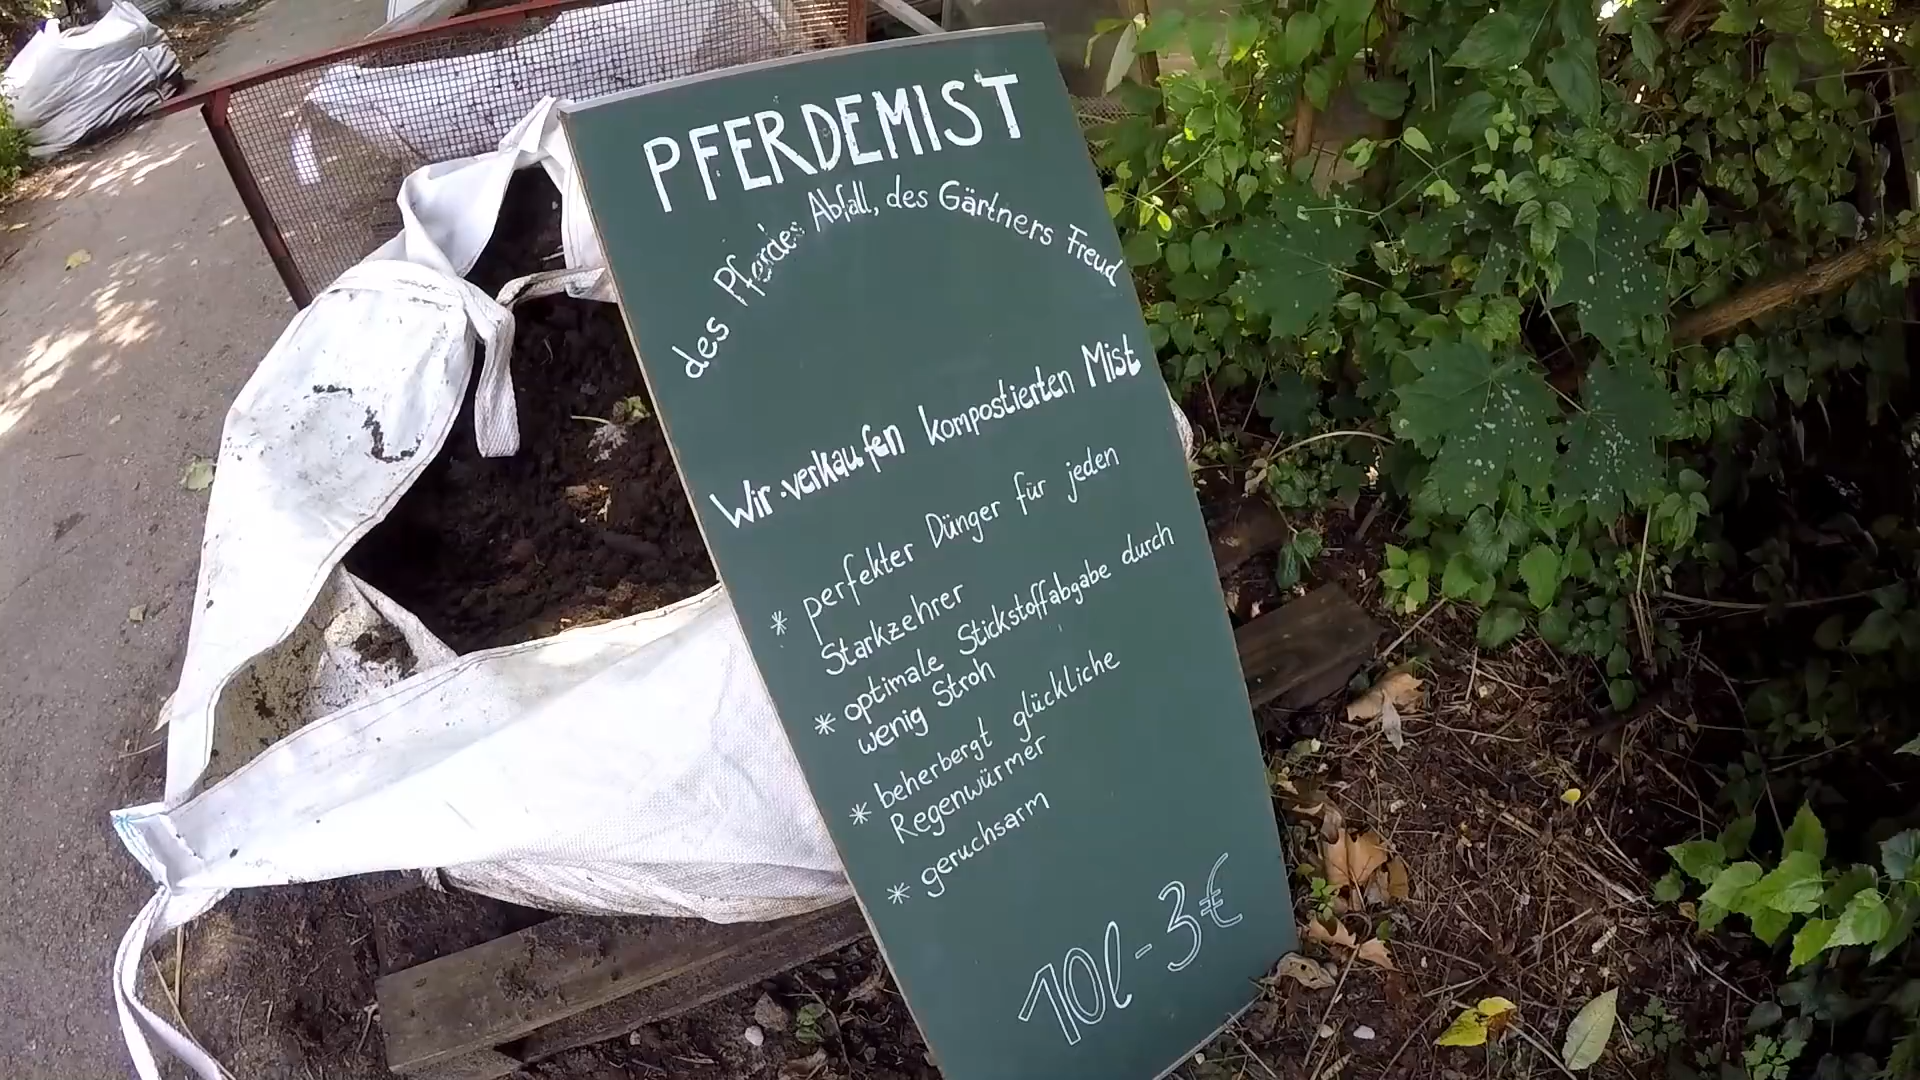 PFERDEMIST
des Pferdes Abfall, des Gärtners Freud
Wir verkaufen kompostierten Mist
* perfekter Dünger für jeden
Starkzehrer
* optimale Stickstoffabgabe durch
wenig Stroh
* beherbergt glückliche
Regenwürmer
* geruchsarm
10l - 3€